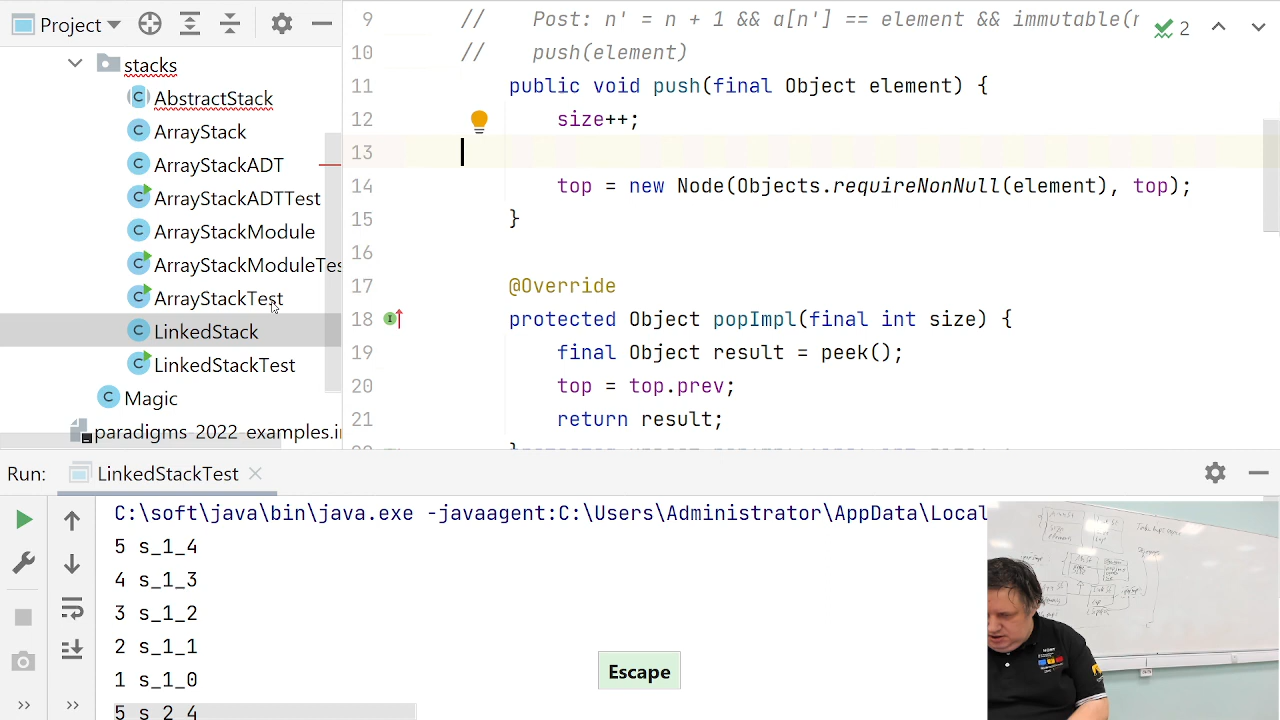 Project
stacks
AbstractStack
ArrayStack
ArrayStackADT
ArrayStackADTTest
ArrayStackModule
ArrayStackModuleTes
ArrayStackTest
LinkedStack
LinkedStackTest
Magic
paradigms-2022-examples.i
2
9 // Post: n' = n + 1 && a[n'] == element && immutable(
10 // push(element)
11 public void push(final Object element) {
12 size++;
13
14 top = new Node(Objects.requireNonNull(element), top);
15 }
16
17 @Override
18 protected Object popImpl(final int size) {
19 final Object result = peek();
20 top = top.prev;
21 return result;
Run: LinkedStackTest
C:\soft\java\bin\java.exe -javaagent:C:\Users\Administrator\AppData\Local
5 s_1_4
4 s_1_3
3 s_1_2
2 s_1_1
1 s_1_0
5 s_2_4
Escape